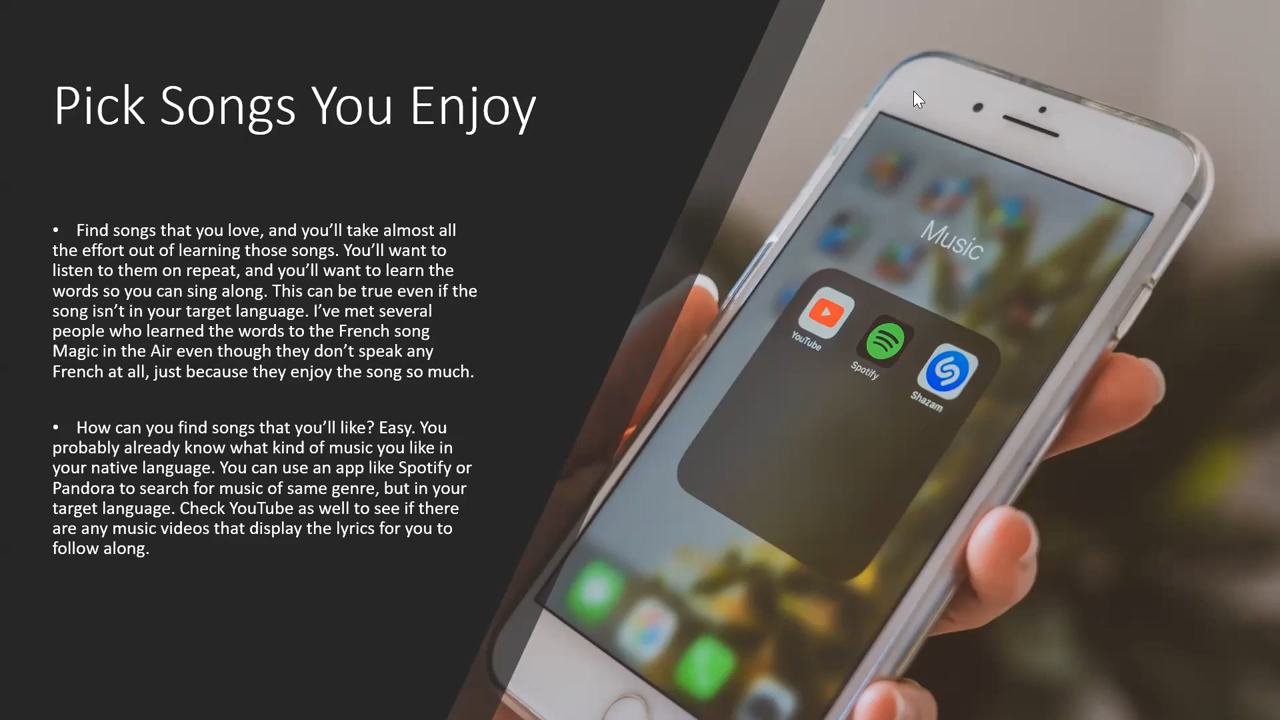 Pick Songs You Enjoy
• Find songs that you love, and you’ll take almost all
the effort out of learning those songs. You’ll want to
listen to them on repeat, and you’ll want to learn the
words so you can sing along. This can be true even if the
song isn’t in your target language. I’ve met several
people who learned the words to the French song
Magic in the Air even though they don’t speak any
French at all, just because they enjoy the song so much.
• How can you find songs that you’ll like? Easy. You
probably already know what kind of music you like in
your native language. You can use an app like Spotify or
Pandora to search for music of same genre, but in your
target language. Check YouTube as well to see if there
are any music videos that display the lyrics for you to
follow along.
Music
YouTube
Spotify
Shazam